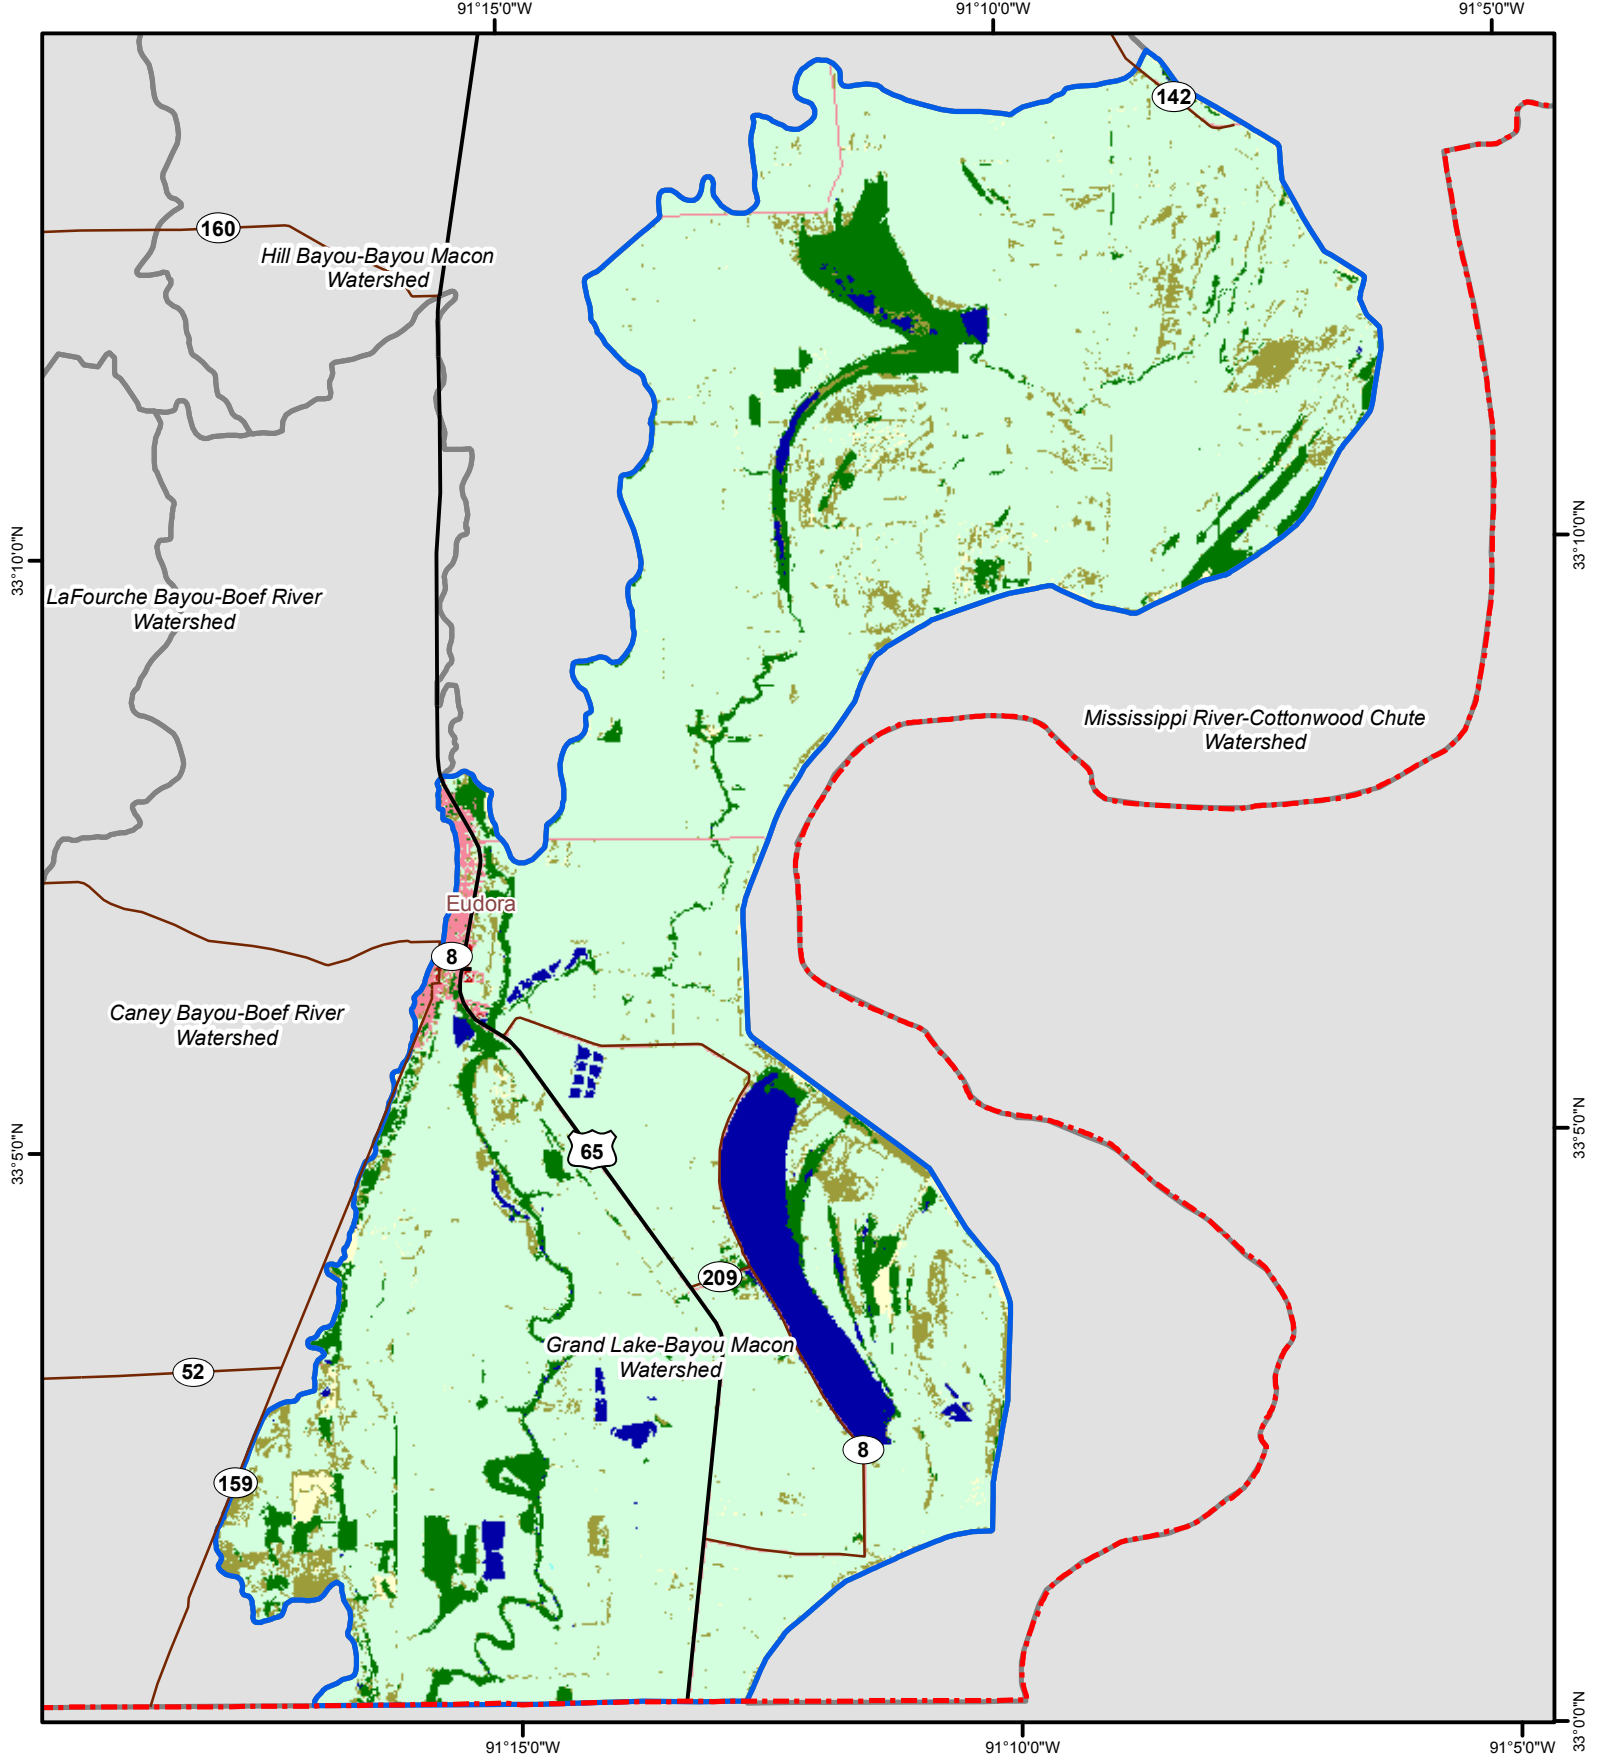 91°15'0"W
91°10'0"W
91°5'0"W
142
160
Hill Bayou-Bayou Macon
Watershed
33°10'0"N
33°10'0"N
LaFourche Bayou-Boef River
Watershed
Mississippi River-Cottonwood Chute
Watershed
Eudora
8
Caney Bayou-Boef River
Watershed
33°5'0"N
33°5'0"N
65
209
Grand Lake-Bayou Macon
Watershed
52
8
159
33°0'0"N
91°15'0"W
91°10'0"W
91°5'0"W